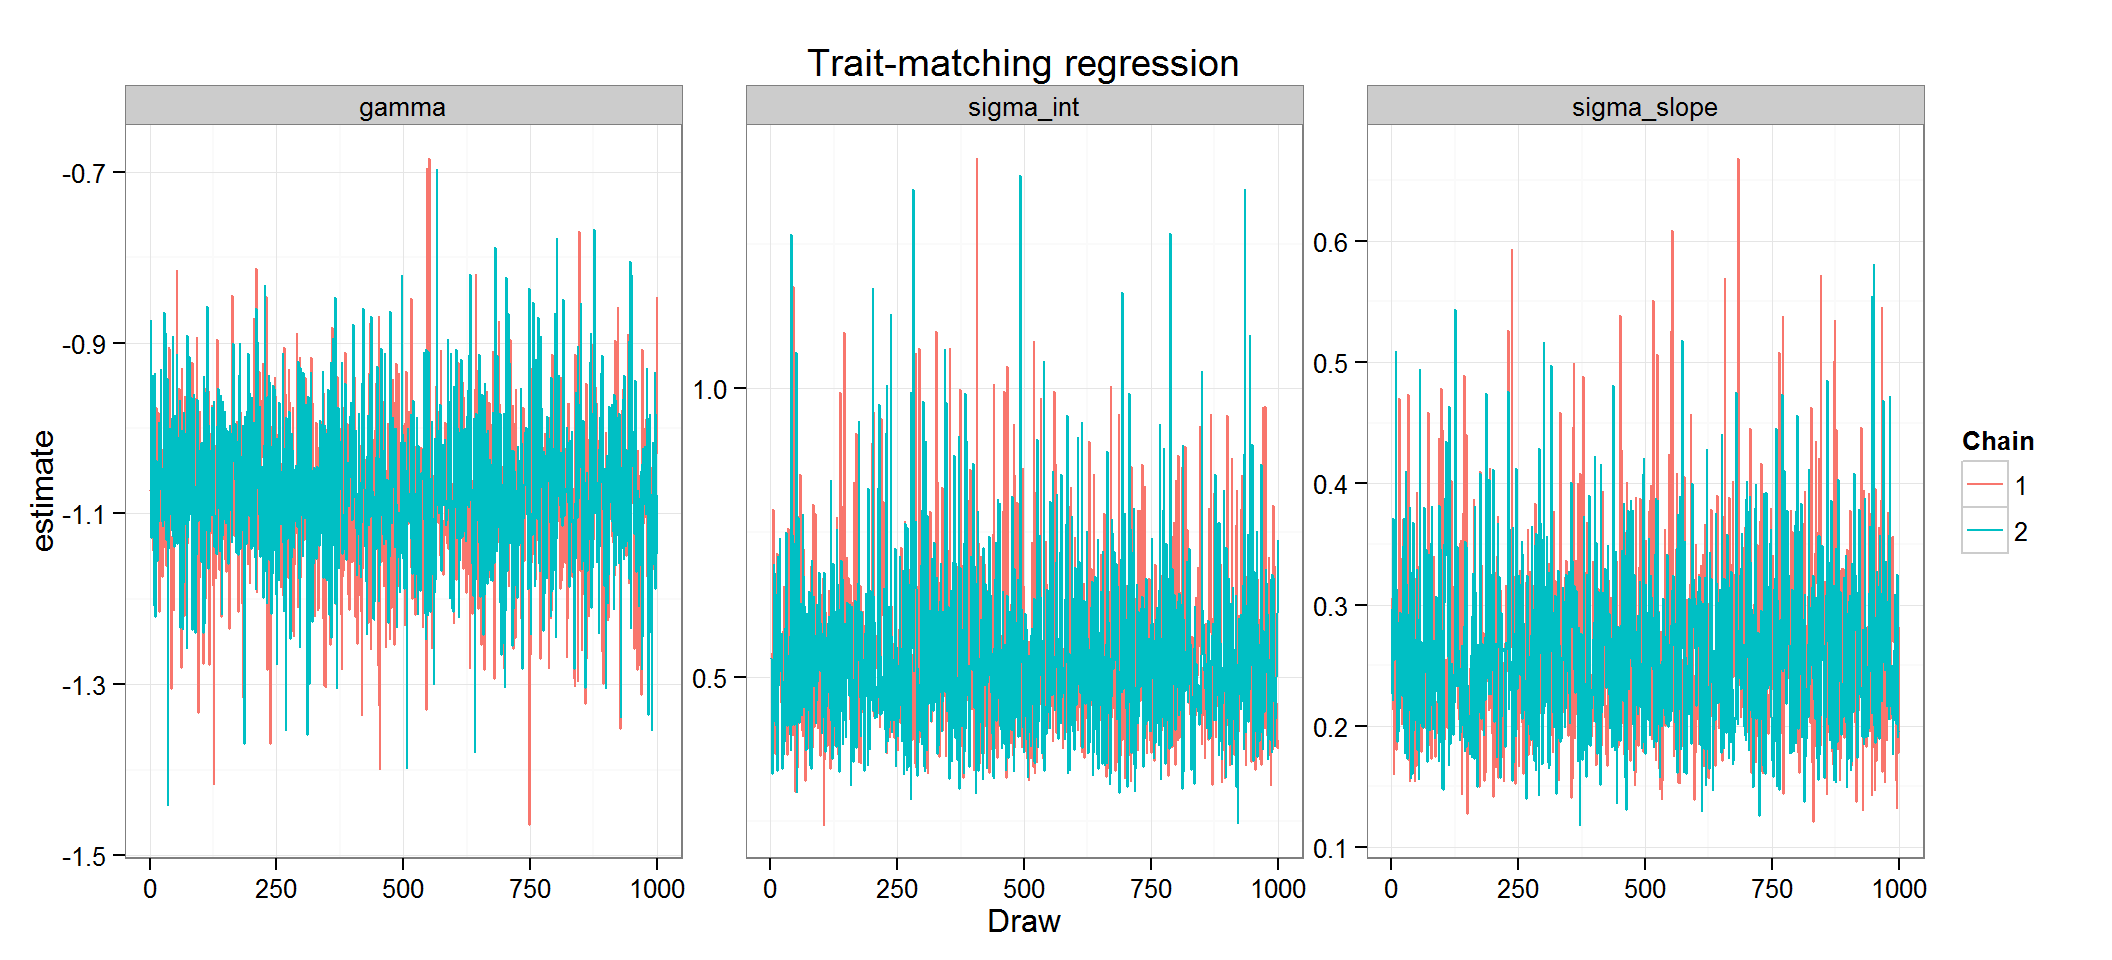 Trait-matching regression
gamma
sigma_int
sigma_slope
estimate
-0.7
-0.9
-1.1
-1.3
-1.5
1.0
0.5
0.6
0.5
0.4
0.3
0.2
0.1
0 250 500 750 1000
0 250 500 750 1000
0 250 500 750 1000
Draw
Chain
1
2